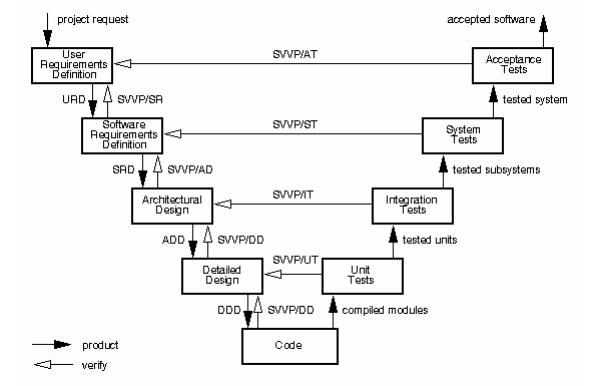 project request
accepted software
User
Requirements
Definition
SVVP/AT
Acceptance
Tests
URD
SVVP/SR
tested system
Software
Requirements
Definition
SVVP/ST
System
Tests
SRD
SVVP/AD
tested subsystems
Architectural
Design
SVVP/IT
Integration
Tests
ADD
SVVP/DD
tested units
Detailed
Design
SVVP/UT
Unit
Tests
DDD
SVVP/DD
compiled modules
Code
product
verify